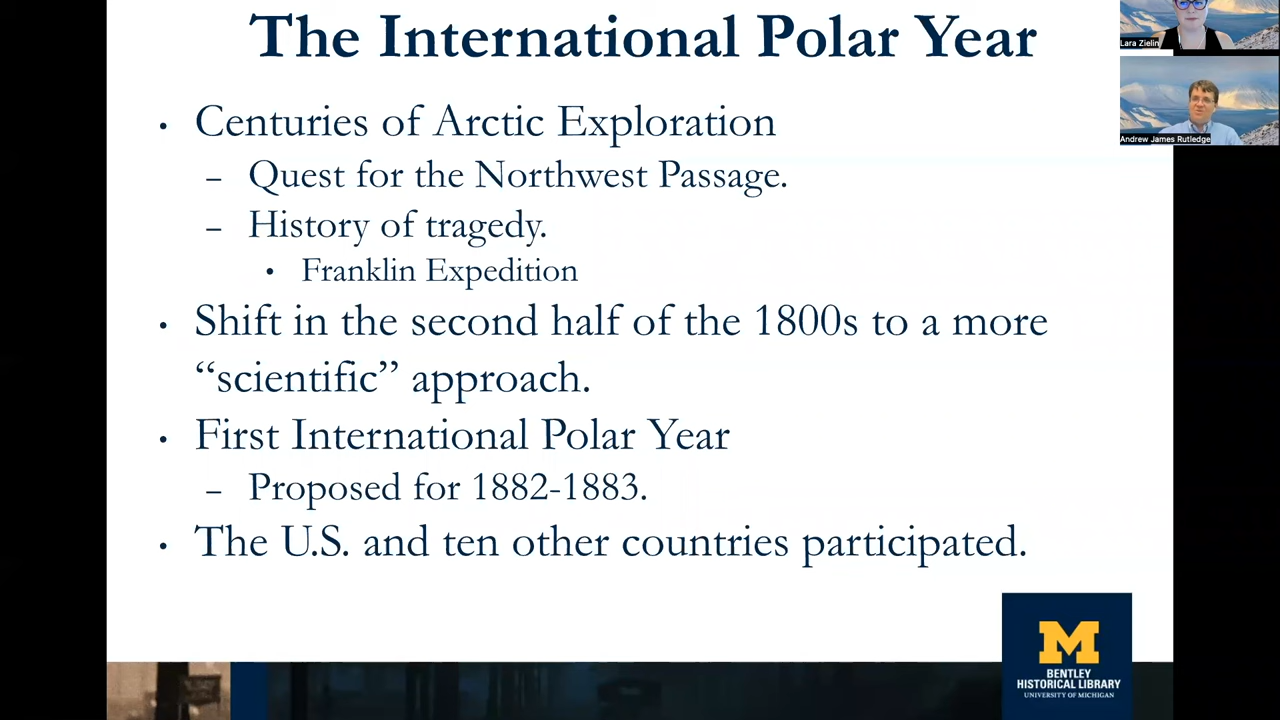 The International Polar Year
Lara Zielin
Andrew James Rutledge
• Centuries of Arctic Exploration
– Quest for the Northwest Passage.
– History of tragedy.
• Franklin Expedition
• Shift in the second half of the 1800s to a more
“scientific” approach.
• First International Polar Year
– Proposed for 1882-1883.
• The U.S. and ten other countries participated.
M
BENTLEY
HISTORICAL LIBRARY
UNIVERSITY OF MICHIGAN